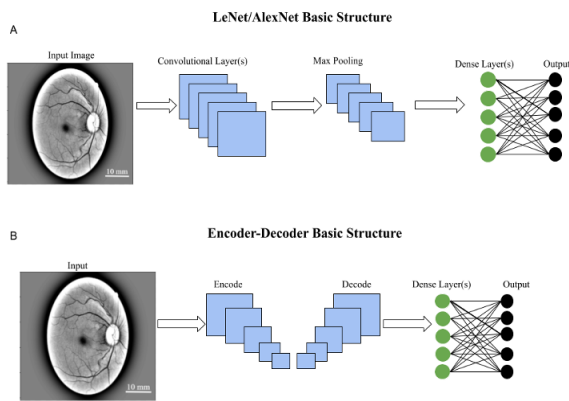 LeNet/AlexNet Basic Structure
A
Input Image
Convolutional Layer(s)
Max Pooling
Dense Layer(s)
Output
10 mm
Encoder-Decoder Basic Structure
B
Input
Encode
Decode
Dense Layer(s)
Output
10 mm